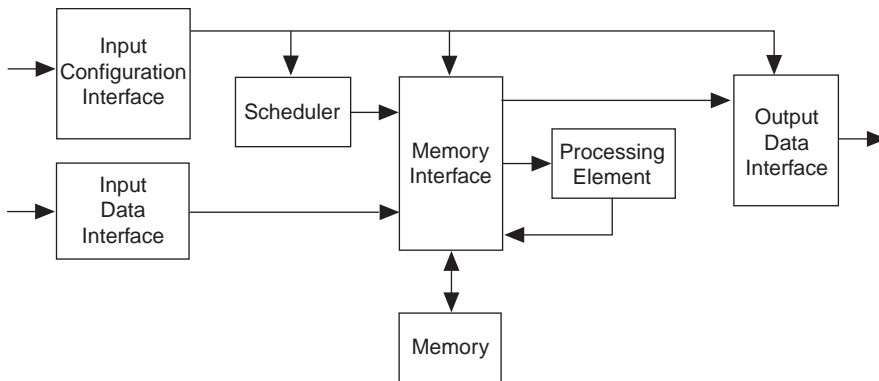 Input
Configuration
Interface
Scheduler
Memory
Interface
Processing
Element
Output
Data
Interface
Input
Data
Interface
Memory